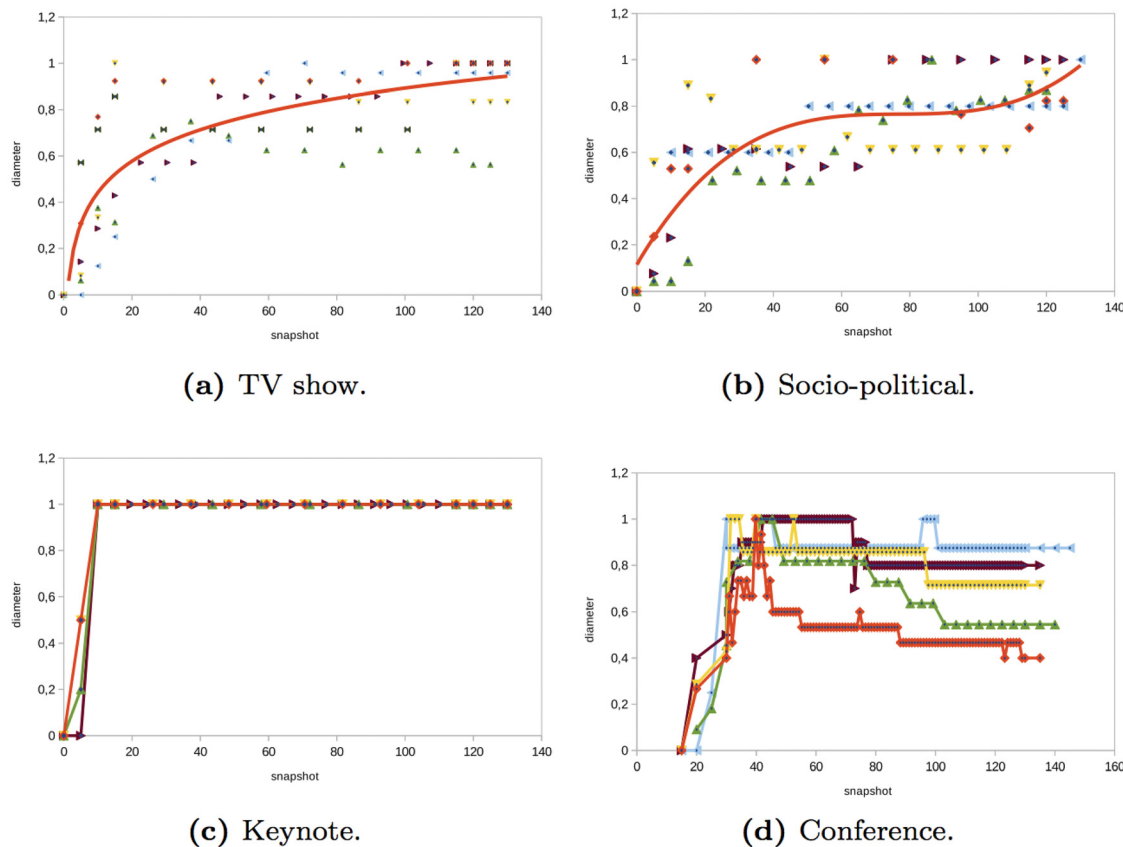 1,2
1
0,8
0,6
0,4
0,2
0
diameter
0 20 40 60 80 100 120 140
snapshot
(a) TV show.
1,2
1
0,8
0,6
0,4
0,2
0
diameter
0 20 40 60 80 100 120 140
snapshot
(b) Socio-political.
1,2
1
0,8
0,6
0,4
0,2
0
diameter
0 20 40 60 80 100 120 140
snapshot
(c) Keynote.
1,2
1
0,8
0,6
0,4
0,2
0
diameter
0 20 40 60 80 100 120 140 160
snapshot
(d) Conference.